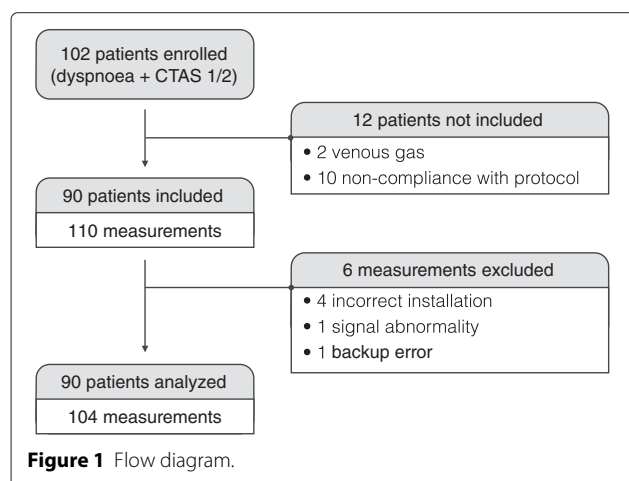 102 patients enrolled
(dyspnoea + CTAS 1/2)
12 patients not included
• 2 venous gas
• 10 non-compliance with protocol
90 patients included
110 measurements
6 measurements excluded
• 4 incorrect installation
• 1 signal abnormality
• 1 backup error
90 patients analyzed
104 measurements
Figure 1 Flow diagram.